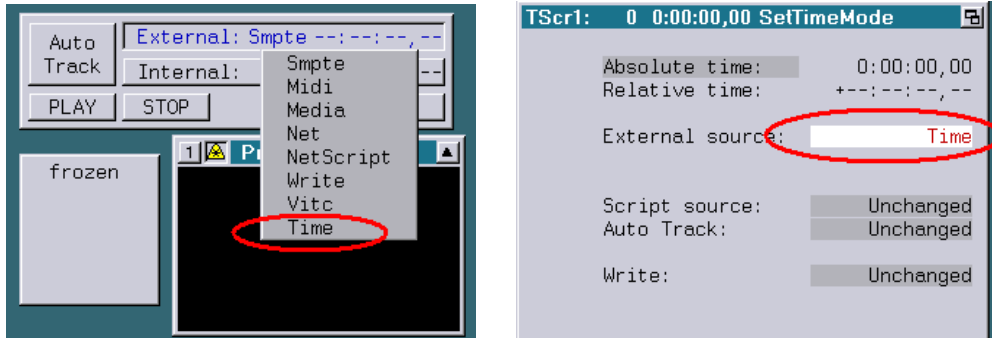 Auto Track
External: Smpte --:--:--,--
Internal: --
PLAY STOP
Smpte
Midi
Media
Net
NetScript
Write
Vitc
Time
frozen
1
TScr1: 0 0:00:00,00 SetTimeMode
Absolute time: 0:00:00,00
Relative time: +--:--:--,--
External source: Time
Script source: Unchanged
Auto Track: Unchanged
Write: Unchanged